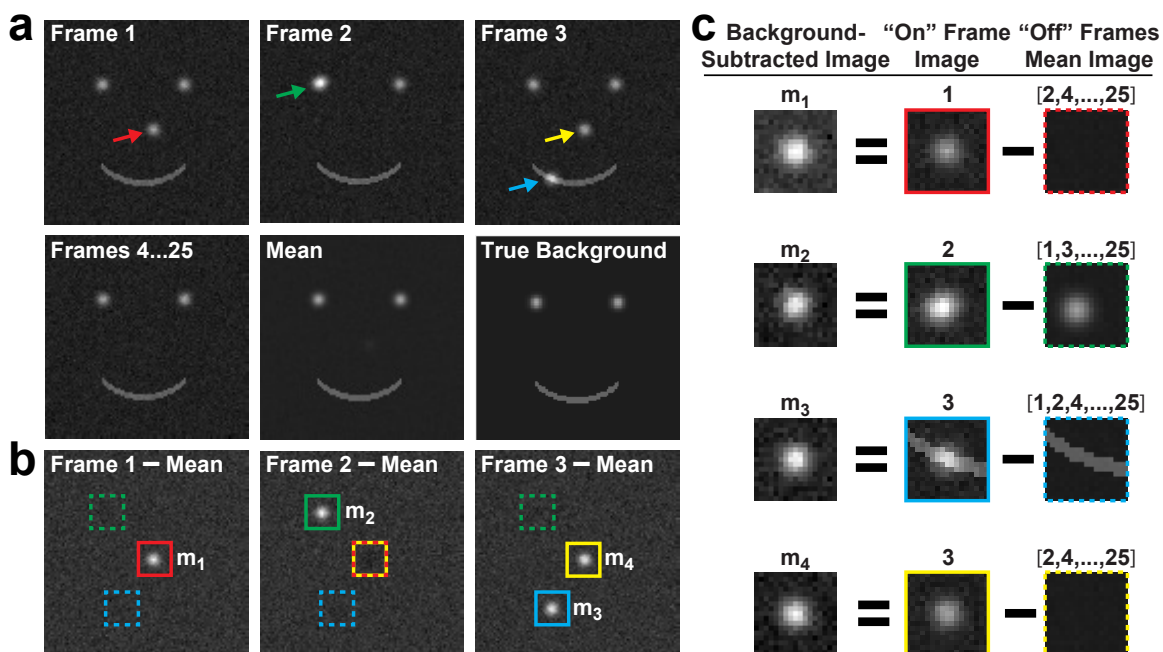 a
Frame 1
Frame 2
Frame 3
Frames 4...25
Mean
True Background
b
Frame 1 – Mean
Frame 2 – Mean
Frame 3 – Mean
m1
m2
m4
m3
c
Background-Subtracted Image
"On" Frame Image
"Off" Frames Mean Image
m1 = 1 – [2,4,...,25]
m2 = 2 – [1,3,...,25]
m3 = 3 – [1,2,4,...,25]
m4 = 3 – [2,4,...,25]